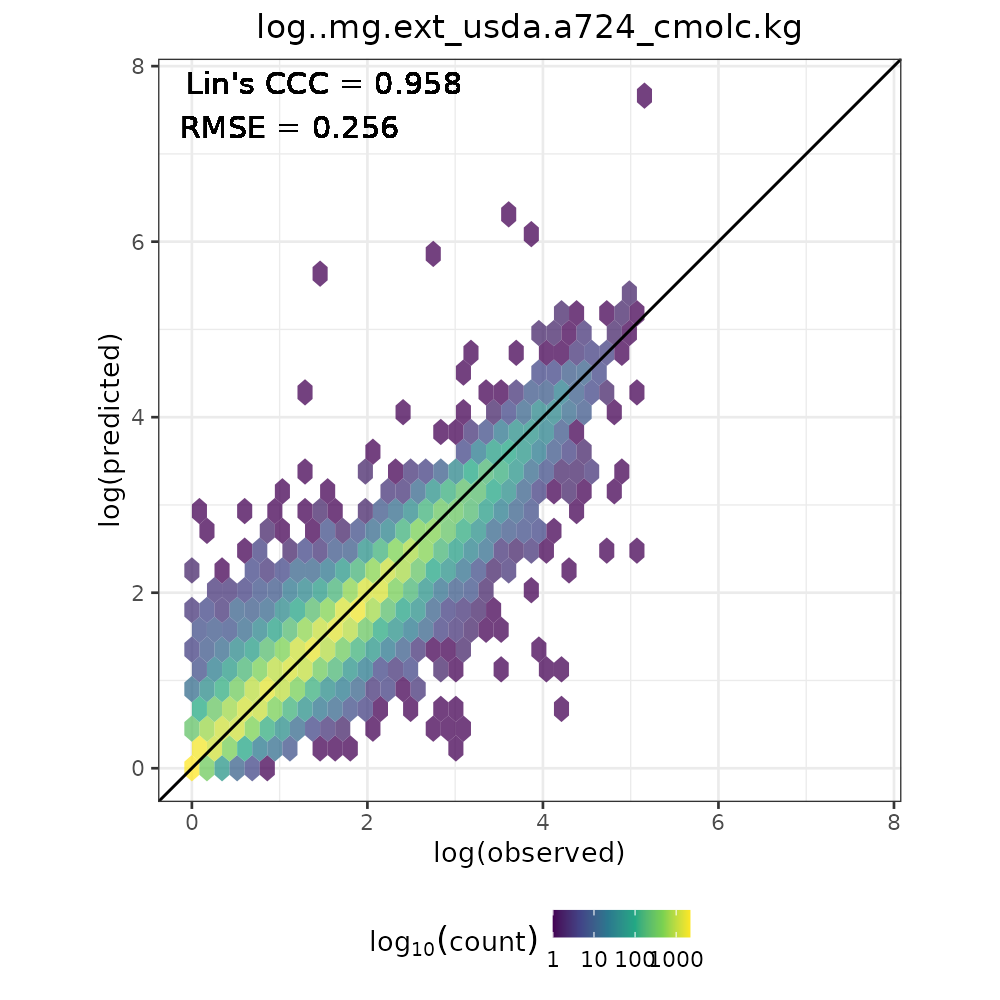 log..mg.ext_usda.a724_cmolc.kg
Lin's CCC = 0.958
RMSE = 0.256
8
6
4
2
0
log(predicted)
0 2 4 6 8
log(observed)
log10(count)
1 10 100 1000